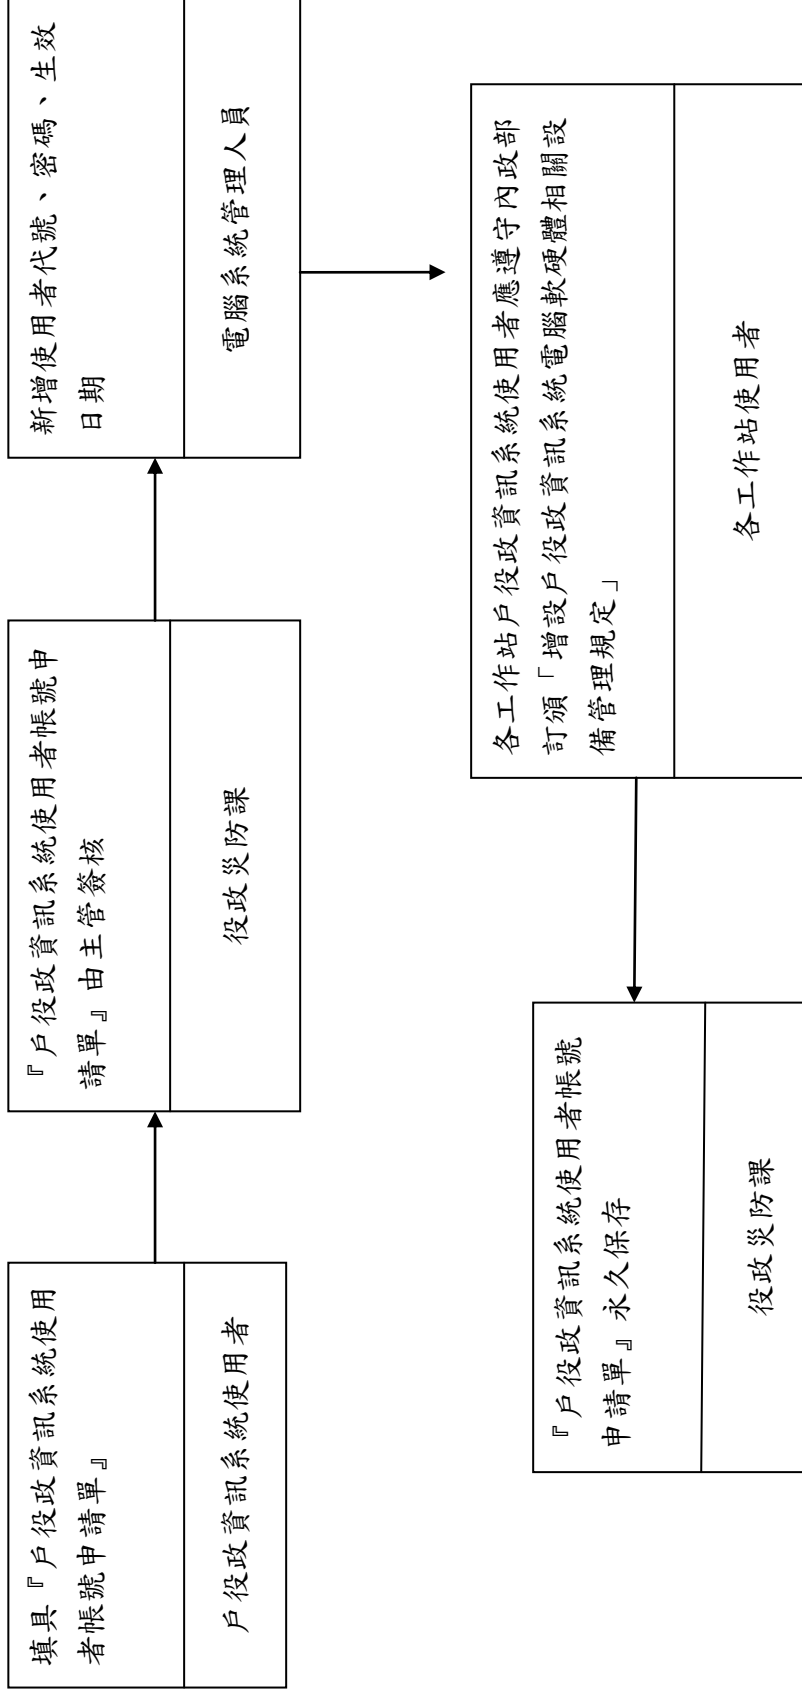 填具『戶役政資訊系統使用
者帳號申請單』
戶役政資訊系統使用者
『戶役政資訊系統使用者帳號申
請單』由主管簽核
役政災防課
新增使用者代號、密碼、生效
日期
電腦系統管理人員
各工作站戶役政資訊系統使用者應遵守內政部
訂頒「增設戶役政資訊系統電腦軟硬體相關設
備管理規定」
各工作站使用者
『戶役政資訊系統使用者帳號
申請單』永久保存
役政災防課